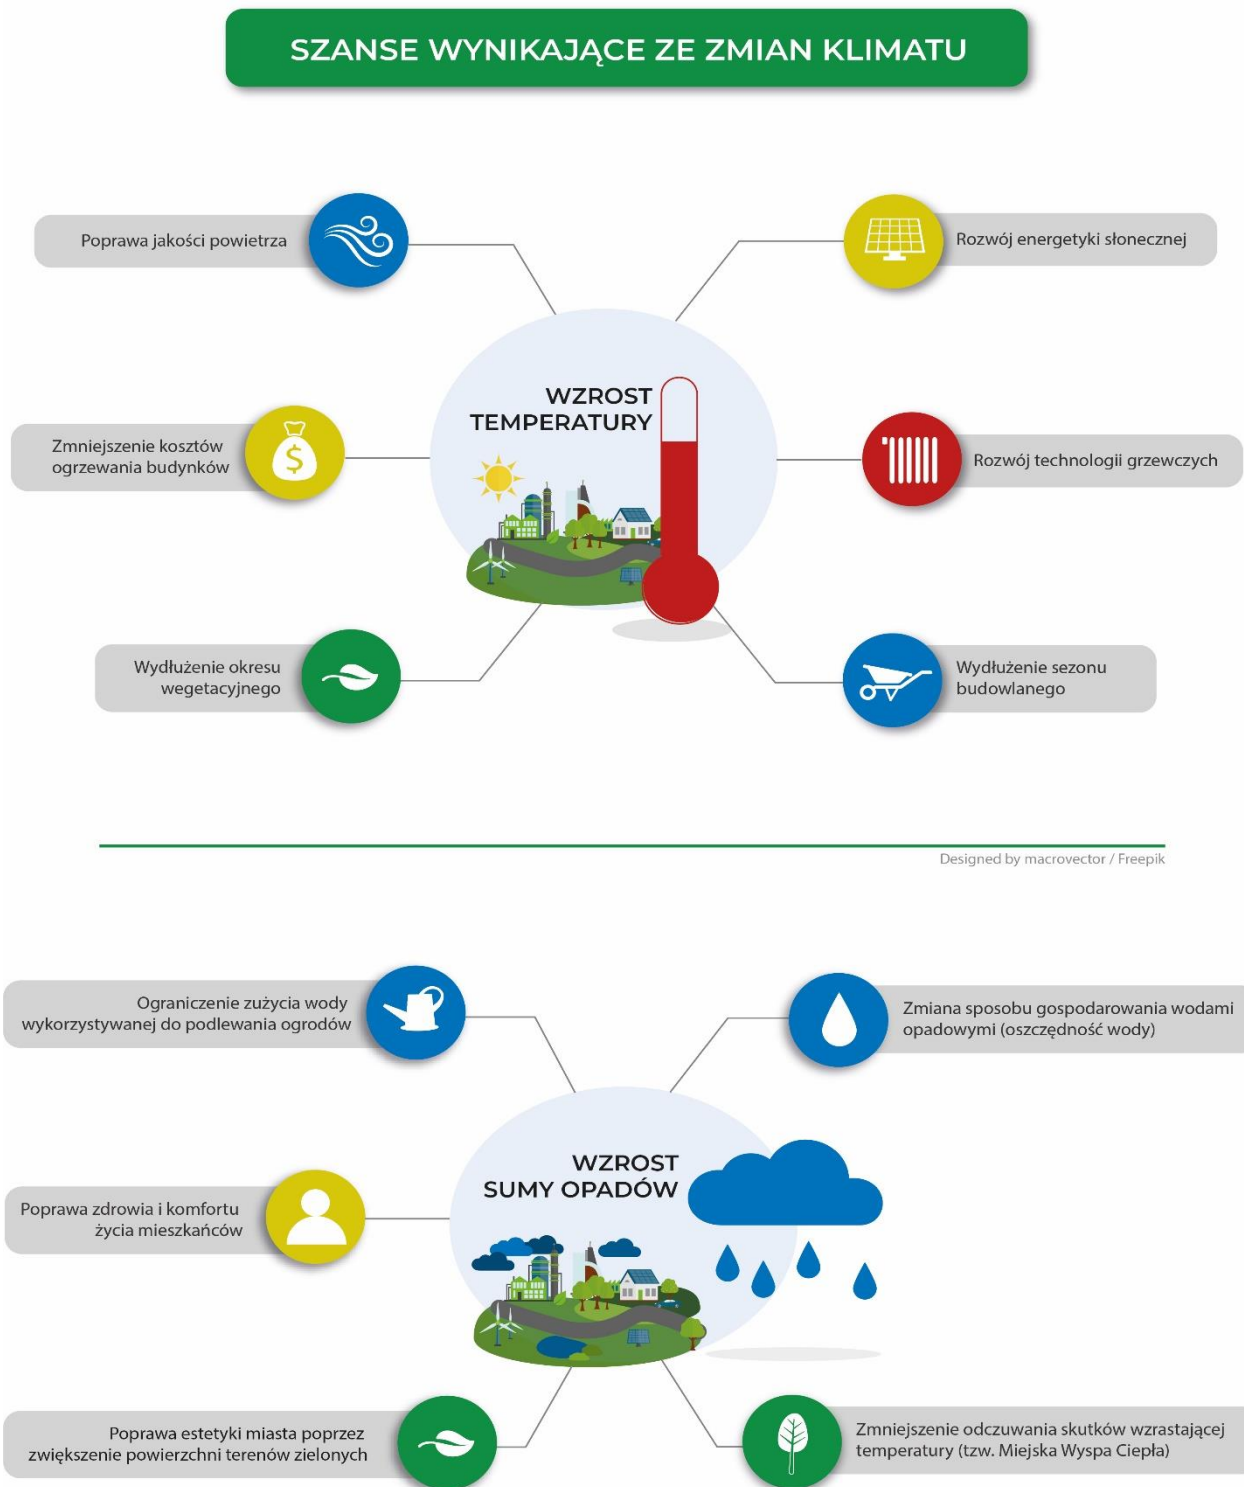 SZANSE WYNIKAJĄCE ZE ZMIAN KLIMATU
Poprawa jakości powietrza
Rozwój energetyki słonecznej
WZROST
TEMPERATURY
Zmniejszenie kosztów
ogrzewania budynków
Rozwój technologii grzewczych
Wydłużenie okresu
wegetacyjnego
Wydłużenie sezonu
budowlanego
Designed by macrovector / Freepik
Ograniczenie zużycia wody
wykorzystywanej do podlewania ogrodów
Zmiana sposobu gospodarowania wodami
opadowymi (oszczędność wody)
WZROST
SUMY OPADÓW
Poprawa zdrowia i komfortu
życia mieszkańców
Poprawa estetyki miasta poprzez
zwiększenie powierzchni terenów zielonych
Zmniejszenie odczuwania skutków wzrastającej
temperatury (tzw. Miejska Wyspa Ciepła)